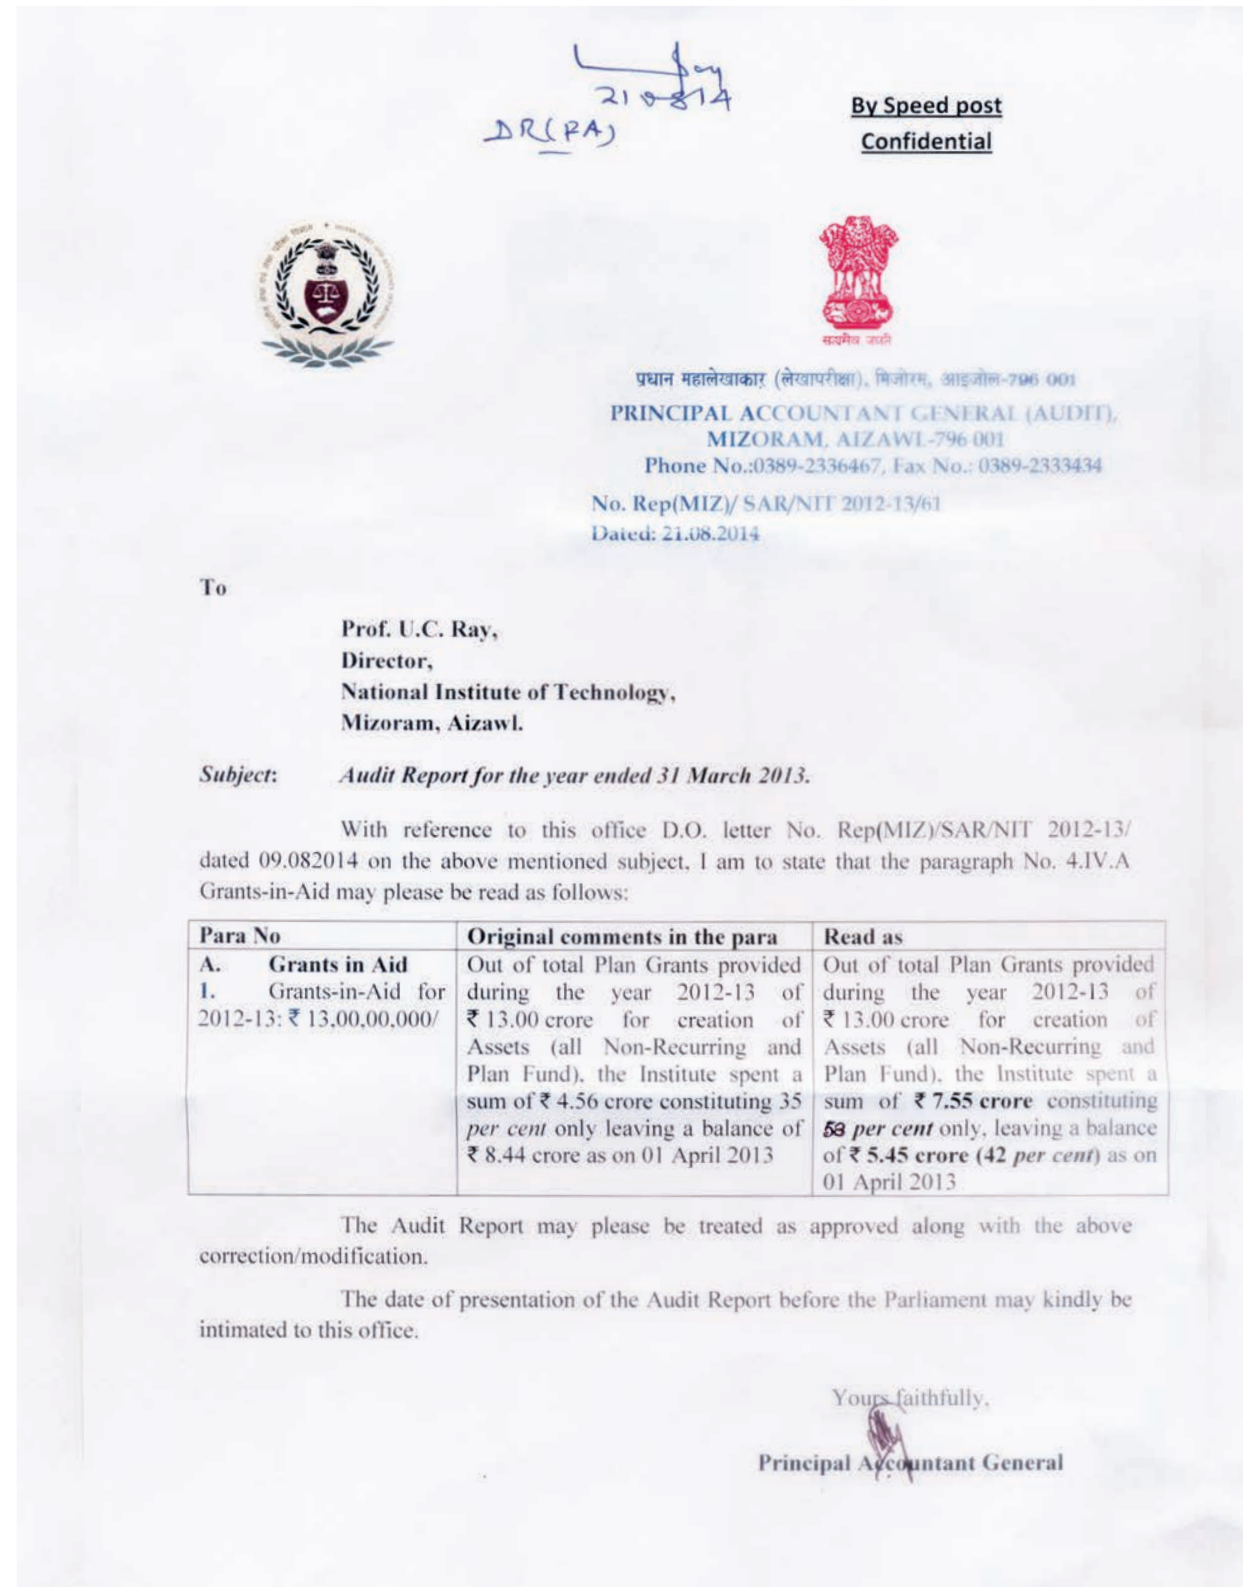 210814
DR(RA)
By Speed post
Confidential
सत्यमेव जयते
प्रधान महालेखाकार (लेखापरीक्षा), मिजोरम, आइजोल-796 001
PRINCIPAL ACCOUNTANT GENERAL (AUDIT),
MIZORAM, AIZAWL-796 001
Phone No.:0389-2336467, Fax No.: 0389-2333434
No. Rep(MIZ)/ SAR/NIT 2012-13/61
Dated: 21.08.2014
To
Prof. U.C. Ray,
Director,
National Institute of Technology,
Mizoram, Aizawl.
Subject: Audit Report for the year ended 31 March 2013.
With reference to this office D.O. letter No. Rep(MIZ)/SAR/NIT 2012-13/
dated 09.082014 on the above mentioned subject, I am to state that the paragraph No. 4.IV.A
Grants-in-Aid may please be read as follows:
Para No
A. Grants in Aid
1. Grants-in-Aid for
2012-13: ₹ 13,00,00,000/
Original comments in the para
Out of total Plan Grants provided
during the year 2012-13 of
₹ 13.00 crore for creation of
Assets (all Non-Recurring and
Plan Fund), the Institute spent a
sum of ₹ 4.56 crore constituting 35
per cent only leaving a balance of
₹ 8.44 crore as on 01 April 2013
Read as
Out of total Plan Grants provided
during the year 2012-13 of
₹ 13.00 crore for creation of
Assets (all Non-Recurring and
Plan Fund), the Institute spent a
sum of ₹ 7.55 crore constituting
58 per cent only, leaving a balance
of ₹ 5.45 crore (42 per cent) as on
01 April 2013
The Audit Report may please be treated as approved along with the above
correction/modification.
The date of presentation of the Audit Report before the Parliament may kindly be
intimated to this office.
Yours faithfully,
Principal Accountant General